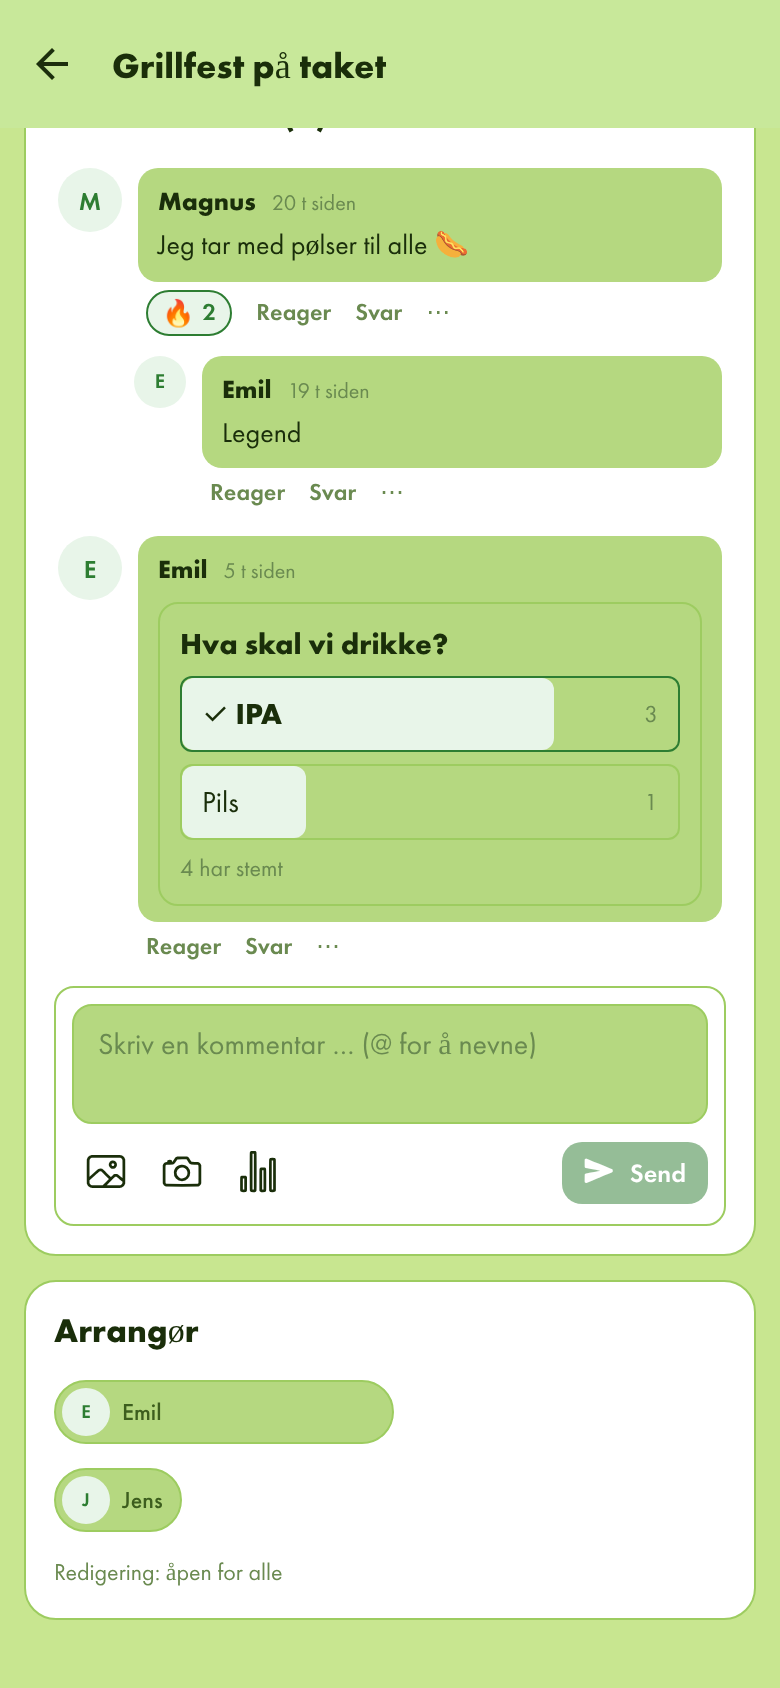 Grillfest på taket
M
Magnus 20 t siden
Jeg tar med pølser til alle 🌭
🔥 2 Reager Svar ···
E
Emil 19 t siden
Legend
Reager Svar ···
E
Emil 5 t siden
Hva skal vi drikke?
✓ IPA 3
Pils 1
4 har stemt
Reager Svar ···
Skriv en kommentar ... (@ for å nevne)
Send
Arrangør
E Emil
J Jens
Redigering: åpen for alle